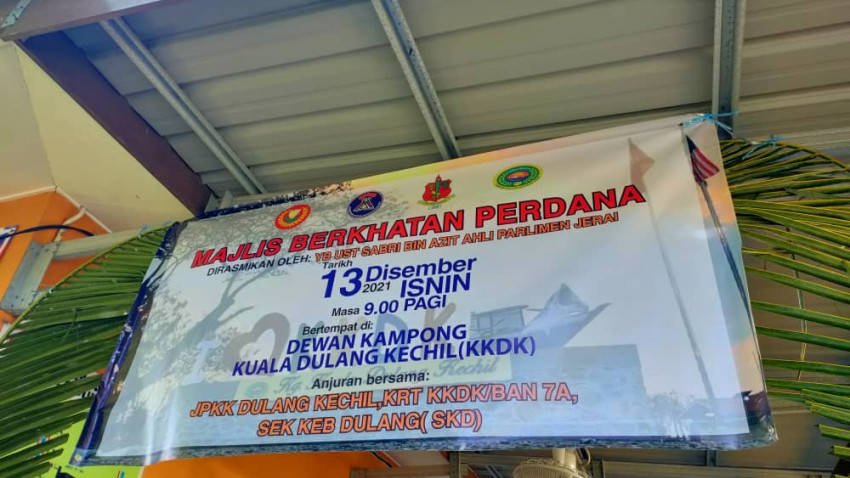 MAJLIS BERKHATAN PERDANA
DIRASMIKAN OLEH: YB UST SABRI BIN AZIT AHLI PARLIMEN JERAI
Tarikh
13 Disember
2021 ISNIN
Masa 9.00 PAGI
Bertempat di:
DEWAN KAMPONG
KUALA DULANG KECHIL(KKDK)
Anjuran bersama:
JPKK DULANG KECHIL,KRT KKDK/BAN 7A,
SEK KEB DULANG( SKD)